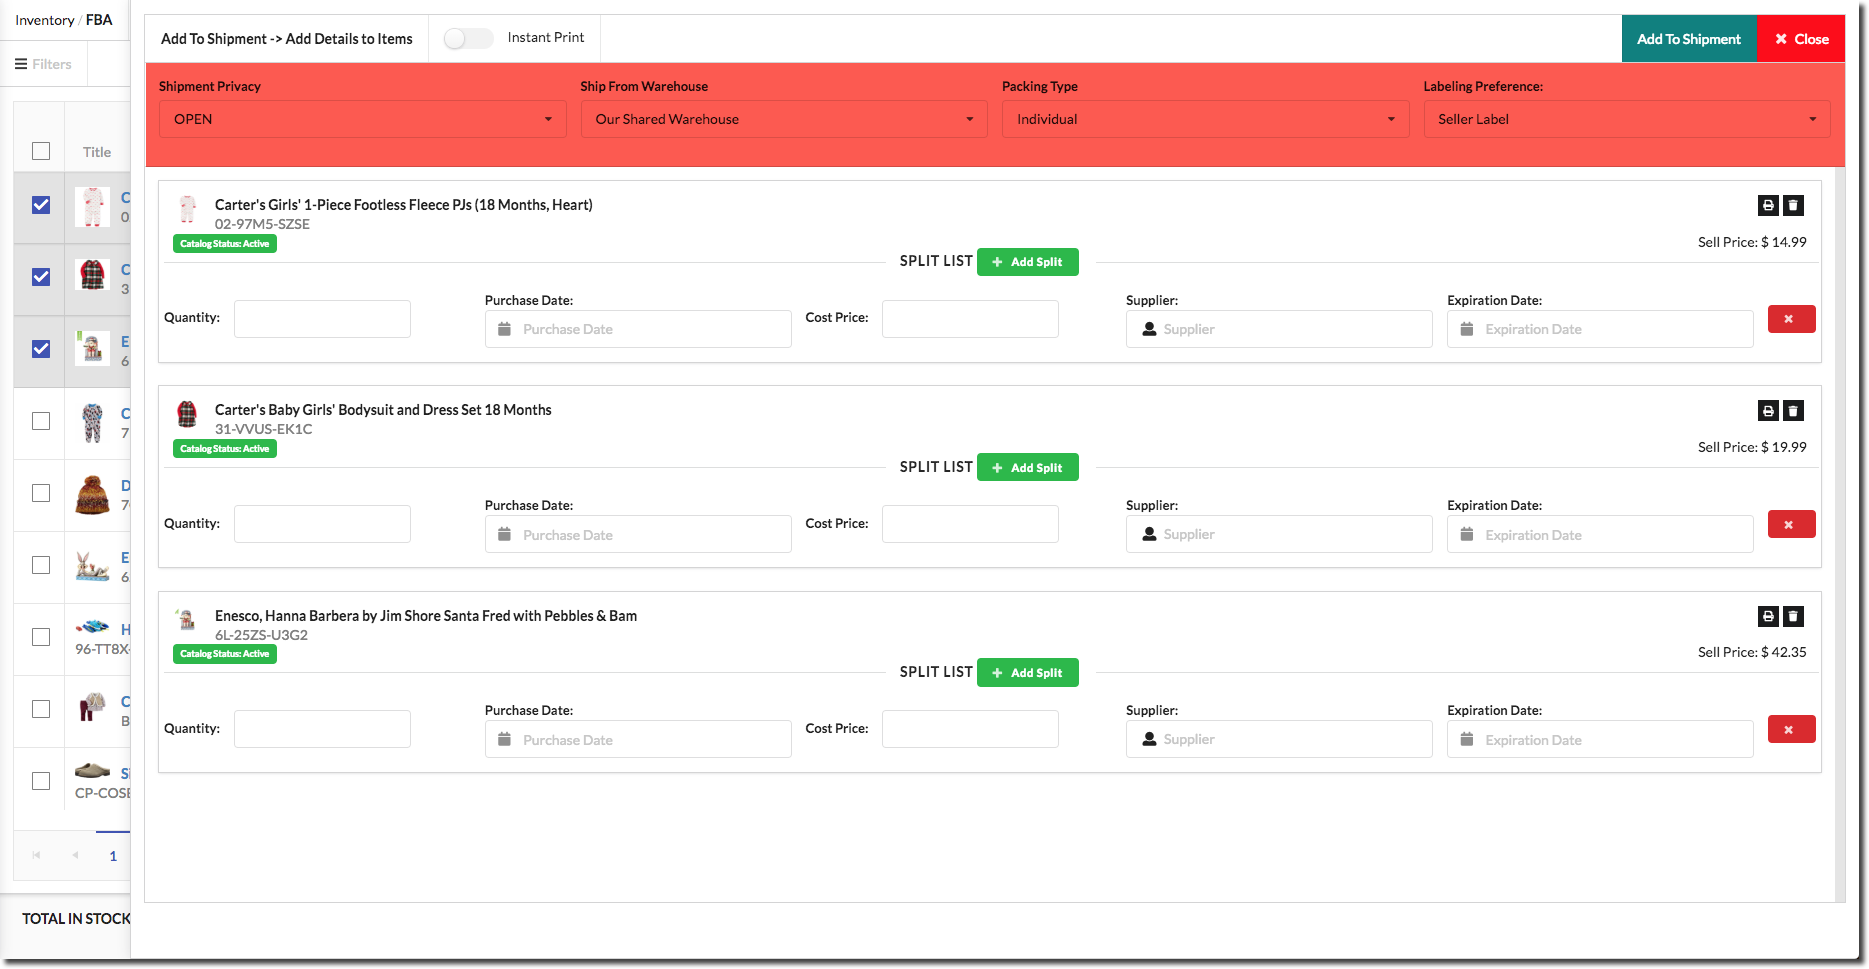 Inventory / FBA
Filters
Title
C
0
C
3
E
6
C
7
D
E
6
H
96-TT8X-
C
B
CP-COSE
1
TOTAL IN STOCK
Add To Shipment -> Add Details to Items
Instant Print
Add To Shipment
Close
Shipment Privacy
Ship From Warehouse
Packing Type
Labeling Preference:
OPEN
Our Shared Warehouse
Individual
Seller Label
Carter's Girls' 1-Piece Footless Fleece PJs (18 Months, Heart)
02-97M5-SZSE
Catalog Status: Active
Sell Price: $ 14.99
SPLIT LIST
Add Split
Quantity:
Purchase Date:
Purchase Date
Cost Price:
Supplier:
Supplier
Expiration Date:
Expiration Date
Carter's Baby Girls' Bodysuit and Dress Set 18 Months
31-VVUS-EK1C
Catalog Status: Active
Sell Price: $ 19.99
SPLIT LIST
Add Split
Quantity:
Purchase Date:
Purchase Date
Cost Price:
Supplier:
Supplier
Expiration Date:
Expiration Date
Enesco, Hanna Barbera by Jim Shore Santa Fred with Pebbles & Bam
6L-25ZS-U3G2
Catalog Status: Active
Sell Price: $ 42.35
SPLIT LIST
Add Split
Quantity:
Purchase Date:
Purchase Date
Cost Price:
Supplier:
Supplier
Expiration Date:
Expiration Date